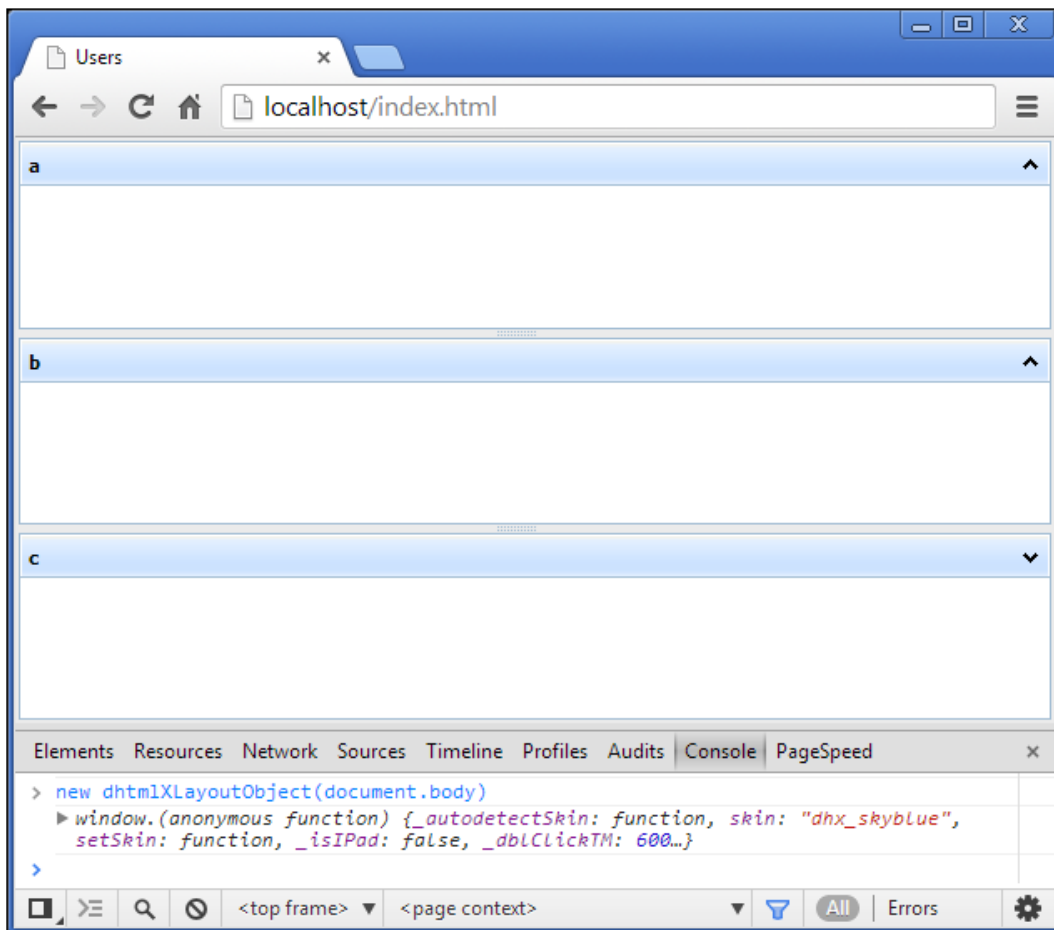 Users
localhost/index.html
a
b
c
Elements Resources Network Sources Timeline Profiles Audits Console PageSpeed
> new dhtmlXLayoutObject(document.body)
▶ window.(anonymous function) {_autodetectSkin: function, skin: "dhx_skyblue",
setSkin: function, _isIPad: false, _dblClickTM: 600…}
>
<top frame> ▼ <page context> ▼ All Errors